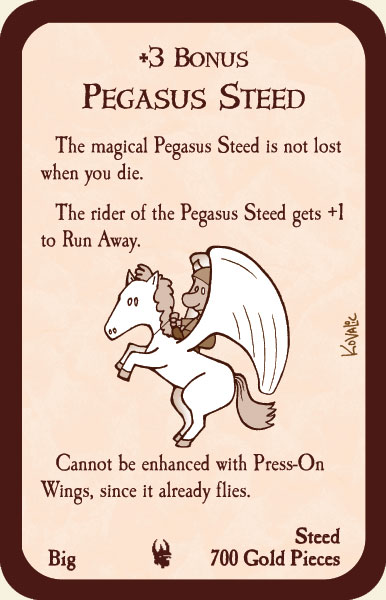 +3 Bonus
Pegasus Steed
The magical Pegasus Steed is not lost
when you die.
The rider of the Pegasus Steed gets +1
to Run Away.
Kovalic
Cannot be enhanced with Press-On
Wings, since it already flies.
Steed
Big
700 Gold Pieces